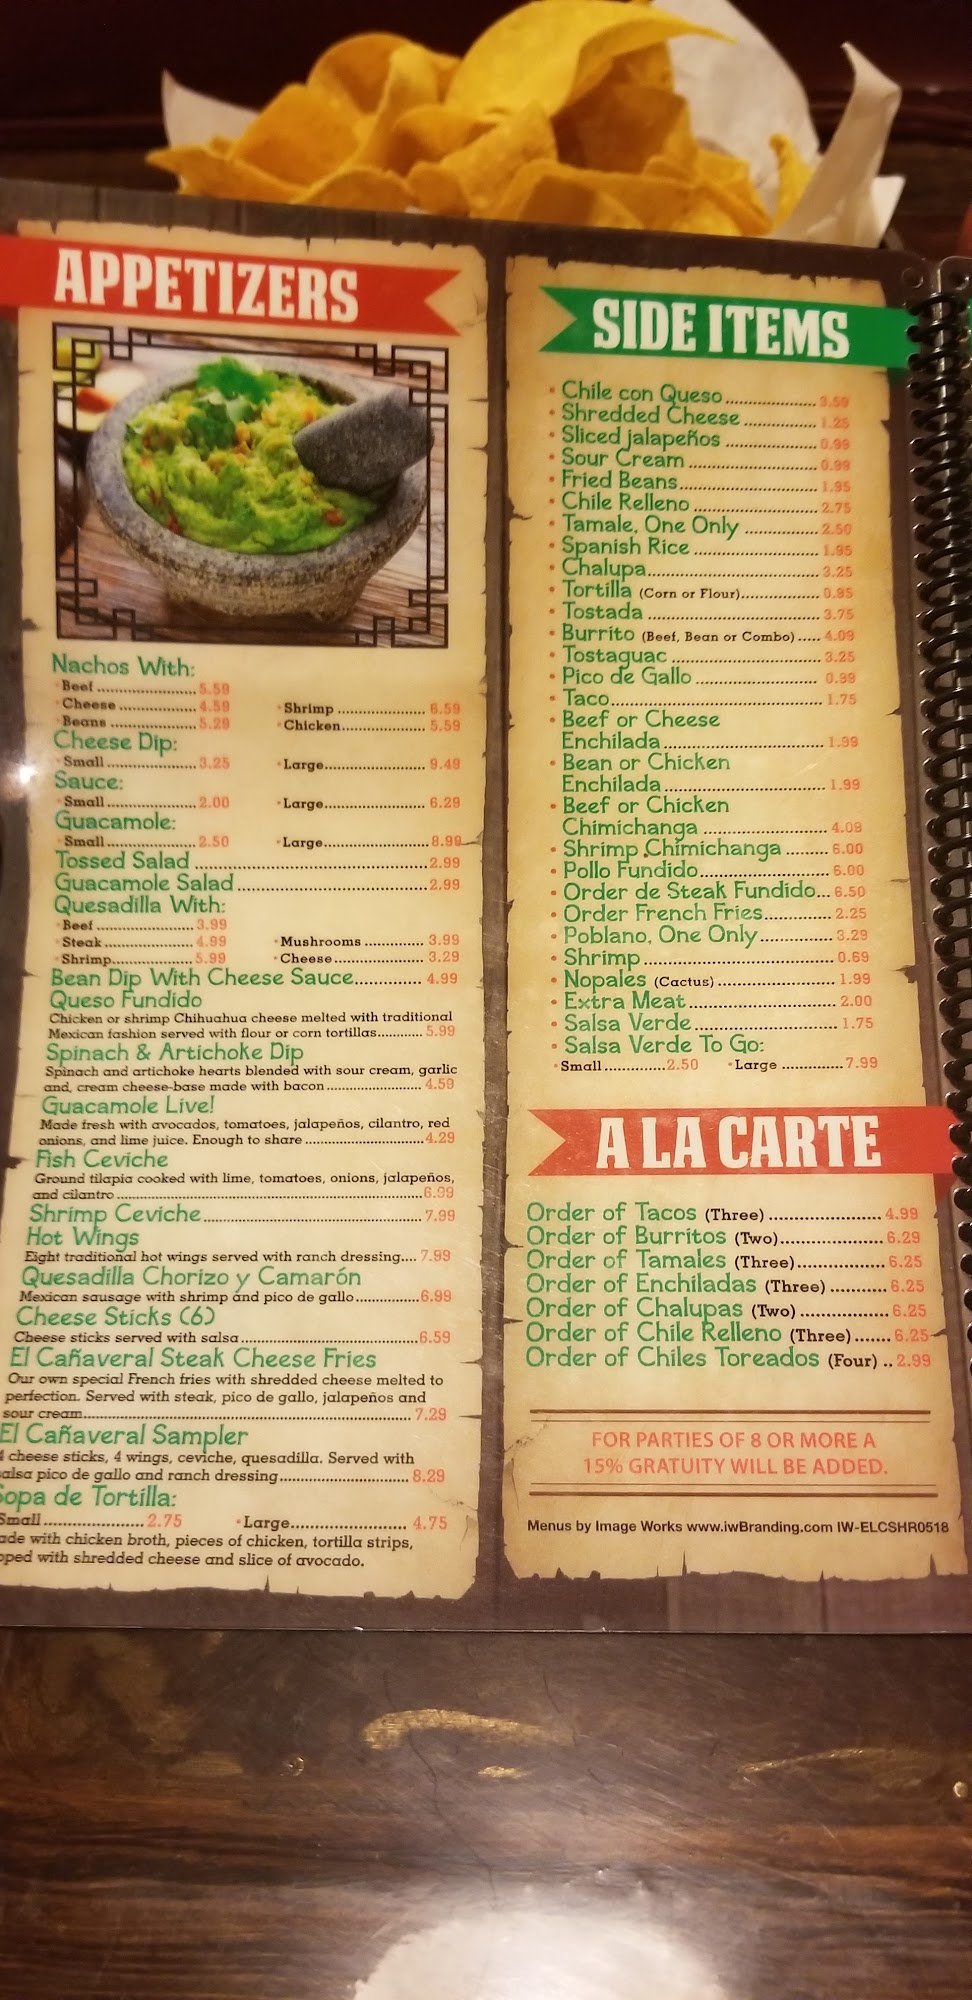 APPETIZERS
Nachos With:
• Beef ........ 5.59
• Cheese ........ 4.59 • Shrimp ........ 6.59
• Beans ........ 5.29 • Chicken ........ 5.59
Cheese Dip:
• Small ........ 3.25 • Large ........ 9.49
Sauce:
• Small ........ 2.00 • Large ........ 6.29
Guacamole:
• Small ........ 2.50 • Large ........ 8.99
Tossed Salad ........ 2.99
Guacamole Salad ........ 2.99
Quesadilla With:
• Beef ........ 3.99
• Steak ........ 4.99 • Mushrooms ........ 3.99
• Shrimp ........ 5.99 • Cheese ........ 3.29
Bean Dip With Cheese Sauce ........ 4.99
Queso Fundido
Chicken or shrimp Chihuahua cheese melted with traditional
Mexican fashion served with flour or corn tortillas ........ 5.99
Spinach & Artichoke Dip
Spinach and artichoke hearts blended with sour cream, garlic
and, cream cheese-base made with bacon ........ 4.59
Guacamole Live!
Made fresh with avocados, tomatoes, jalapeños, cilantro, red
onions, and lime juice. Enough to share ........ 4.29
Fish Ceviche
Ground tilapia cooked with lime, tomatoes, onions, jalapeños,
and cilantro ........ 6.99
Shrimp Ceviche ........ 7.99
Hot Wings
Eight traditional hot wings served with ranch dressing.... 7.99
Quesadilla Chorizo y Camarón
Mexican sausage with shrimp and pico de gallo ........ 6.99
Cheese Sticks (6)
Cheese sticks served with salsa ........ 6.59
El Cañaveral Steak Cheese Fries
Our own special French fries with shredded cheese melted to
perfection. Served with steak, pico de gallo, jalapeños and
sour cream ........ 7.29
El Cañaveral Sampler
4 cheese sticks, 4 wings, ceviche, quesadilla. Served with
alsa pico de gallo and ranch dressing ........ 8.29
Sopa de Tortilla:
Small ........ 2.75 • Large ........ 4.75
ade with chicken broth, pieces of chicken, tortilla strips,
pped with shredded cheese and slice of avocado.
SIDE ITEMS
• Chile con Queso ........ 3.59
• Shredded Cheese ........ 1.25
• Sliced jalapeños ........ 0.99
• Sour Cream ........ 0.99
• Fried Beans ........ 1.95
• Chile Relleno ........ 2.75
• Tamale, One Only ........ 2.50
• Spanish Rice ........ 1.95
• Chalupa ........ 3.25
• Tortilla (Corn or Flour) ........ 0.95
• Tostada ........ 3.75
• Burrito (Beef, Bean or Combo) ..... 4.09
• Tostaguac ........ 3.25
• Pico de Gallo ........ 0.99
• Taco ........ 1.75
• Beef or Cheese
Enchilada ........ 1.99
• Bean or Chicken
Enchilada ........ 1.99
• Beef or Chicken
Chimichanga ........ 4.09
• Shrimp Chimichanga ........ 6.00
• Pollo Fundido ........ 6.00
• Order de Steak Fundido... 6.50
• Order French Fries ........ 2.25
• Poblano, One Only ........ 3.29
• Shrimp ........ 0.69
• Nopales (Cactus) ........ 1.99
• Extra Meat ........ 2.00
• Salsa Verde ........ 1.75
• Salsa Verde To Go:
• Small ........ 2.50 • Large ........ 7.99
A LA CARTE
Order of Tacos (Three) ........ 4.99
Order of Burritos (Two) ........ 6.29
Order of Tamales (Three) ........ 6.25
Order of Enchiladas (Three) ........ 6.25
Order of Chalupas (Two) ........ 6.25
Order of Chile Relleno (Three) ....... 6.25
Order of Chiles Toreados (Four) .. 2.99
FOR PARTIES OF 8 OR MORE A
15% GRATUITY WILL BE ADDED.
Menus by Image Works www.iwBranding.com IW-ELCSHR0518